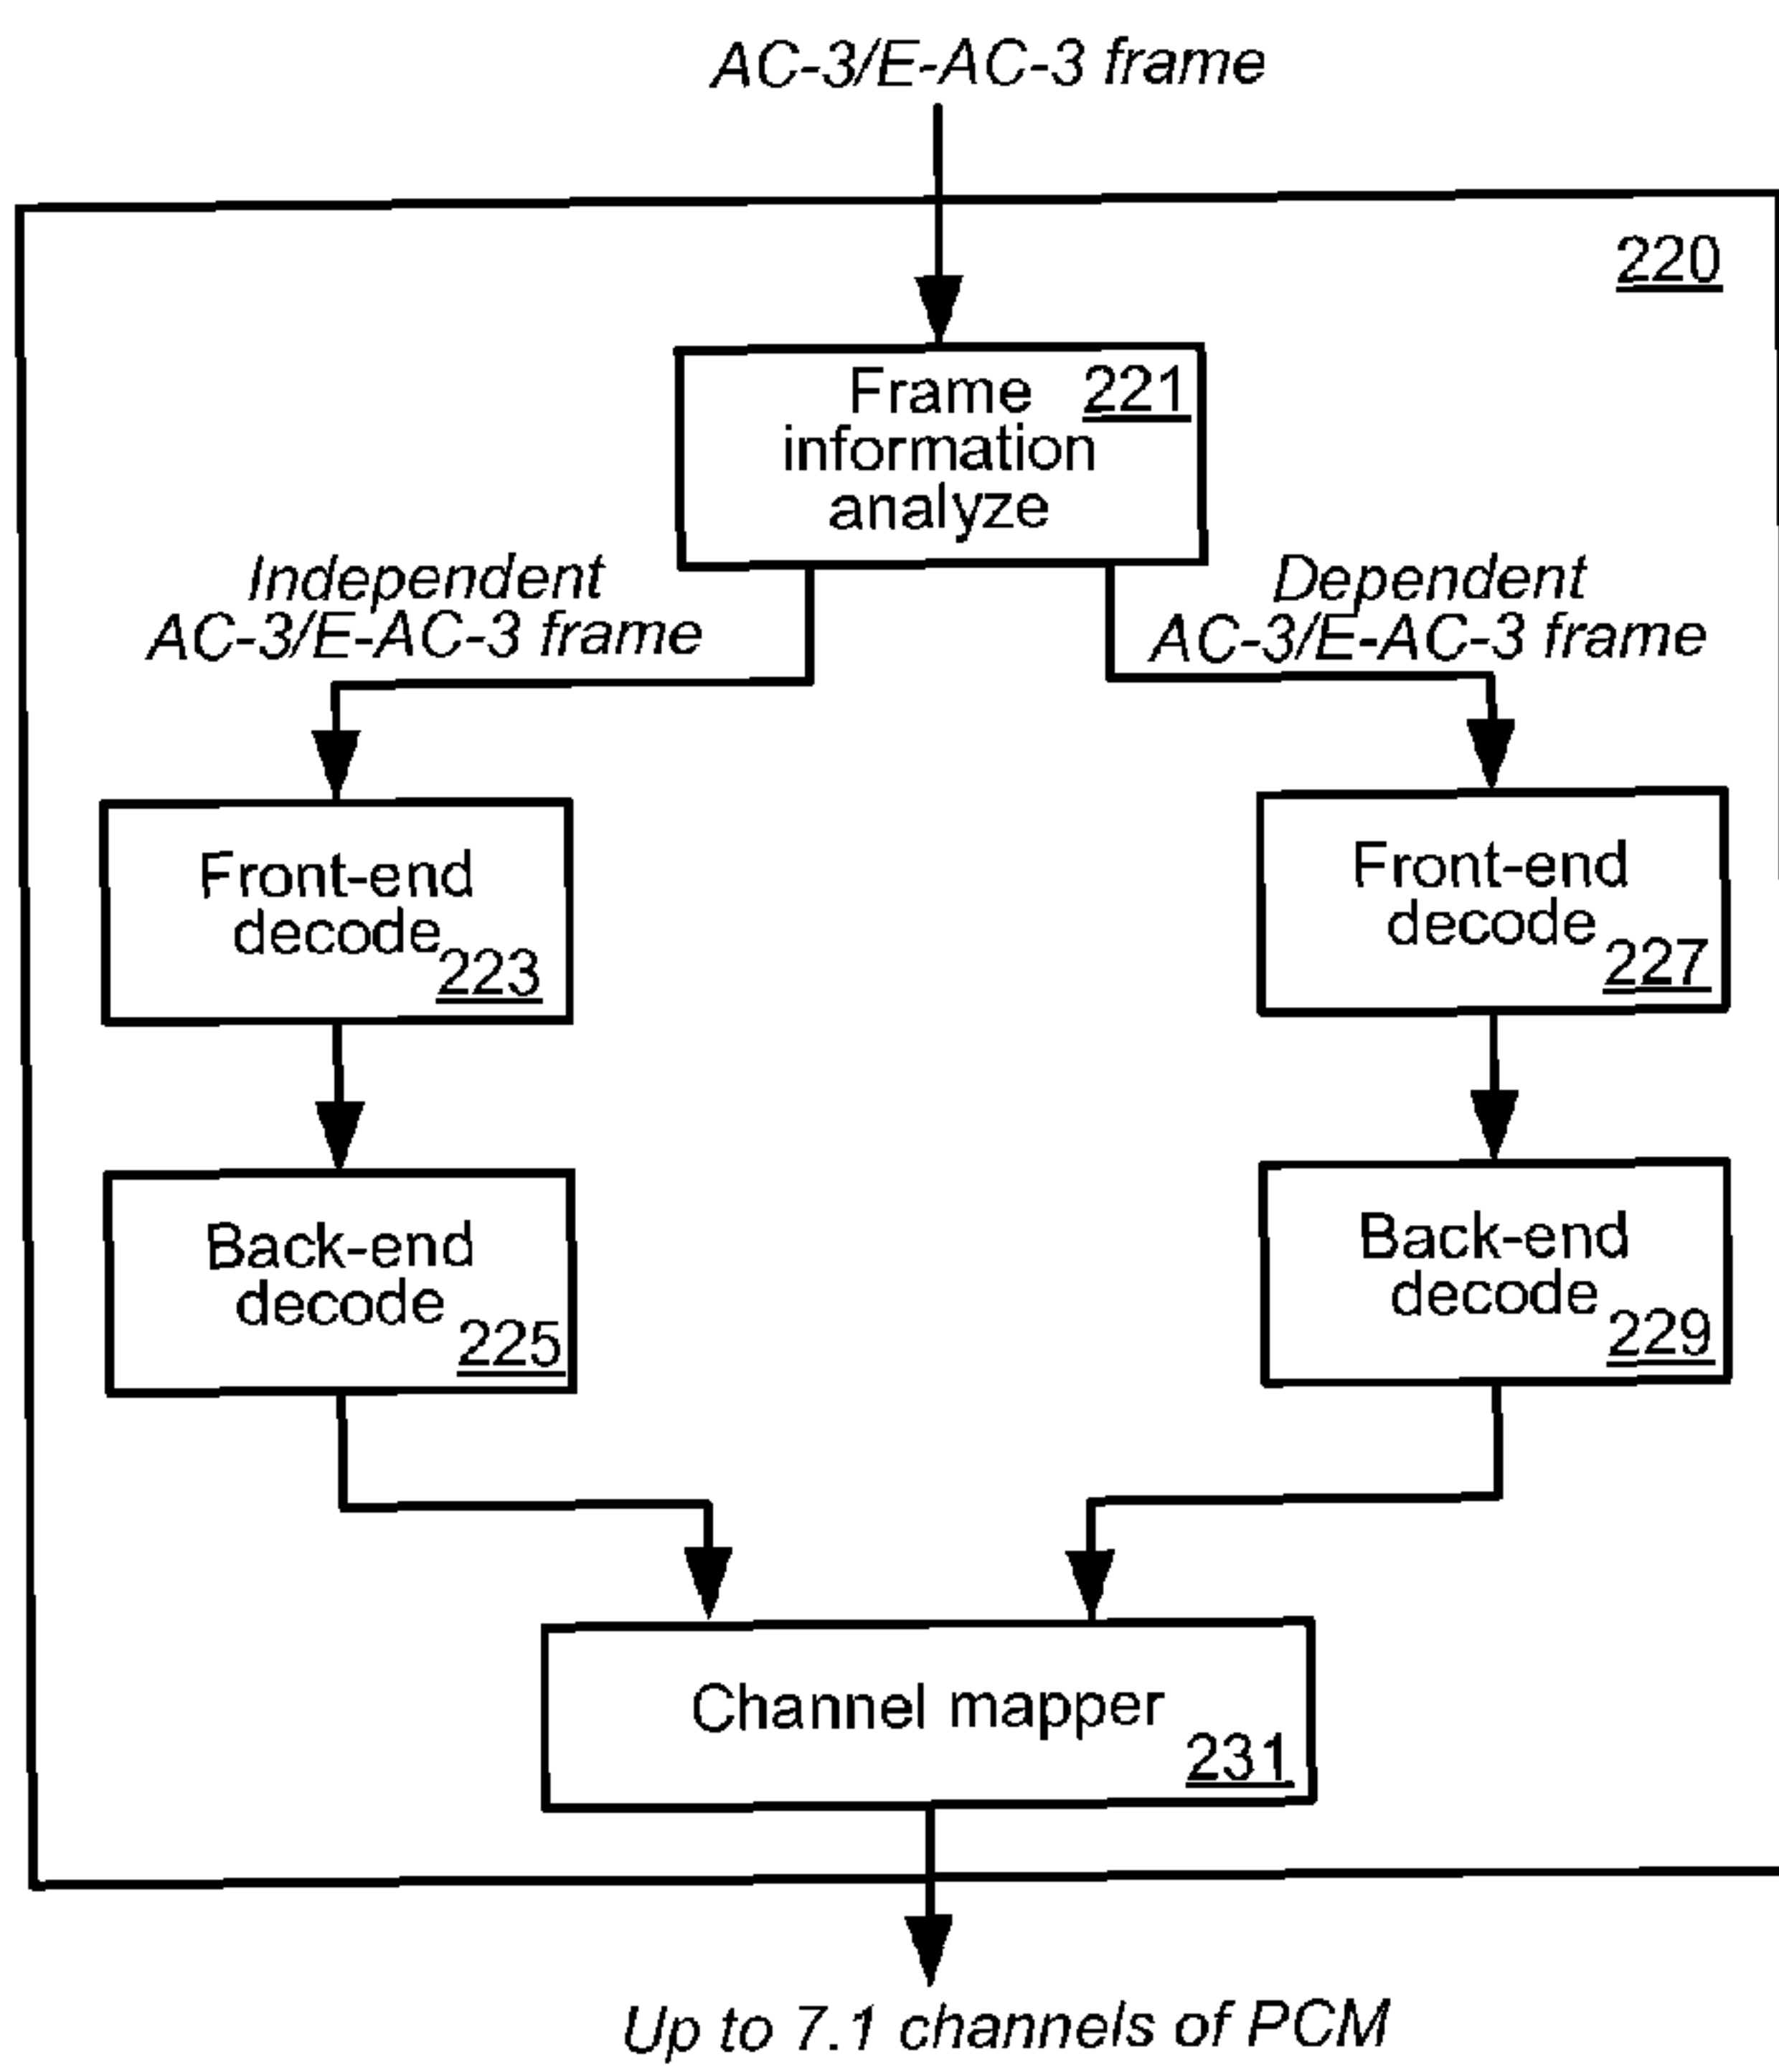 AC-3/E-AC-3 frame
220
Frame 221
information
analyze
Independent
AC-3/E-AC-3 frame
Dependent
AC-3/E-AC-3 frame
Front-end
decode
223
Front-end
decode
227
Back-end
decode
225
Back-end
decode
229
Channel mapper
231
Up to 7.1 channels of PCM